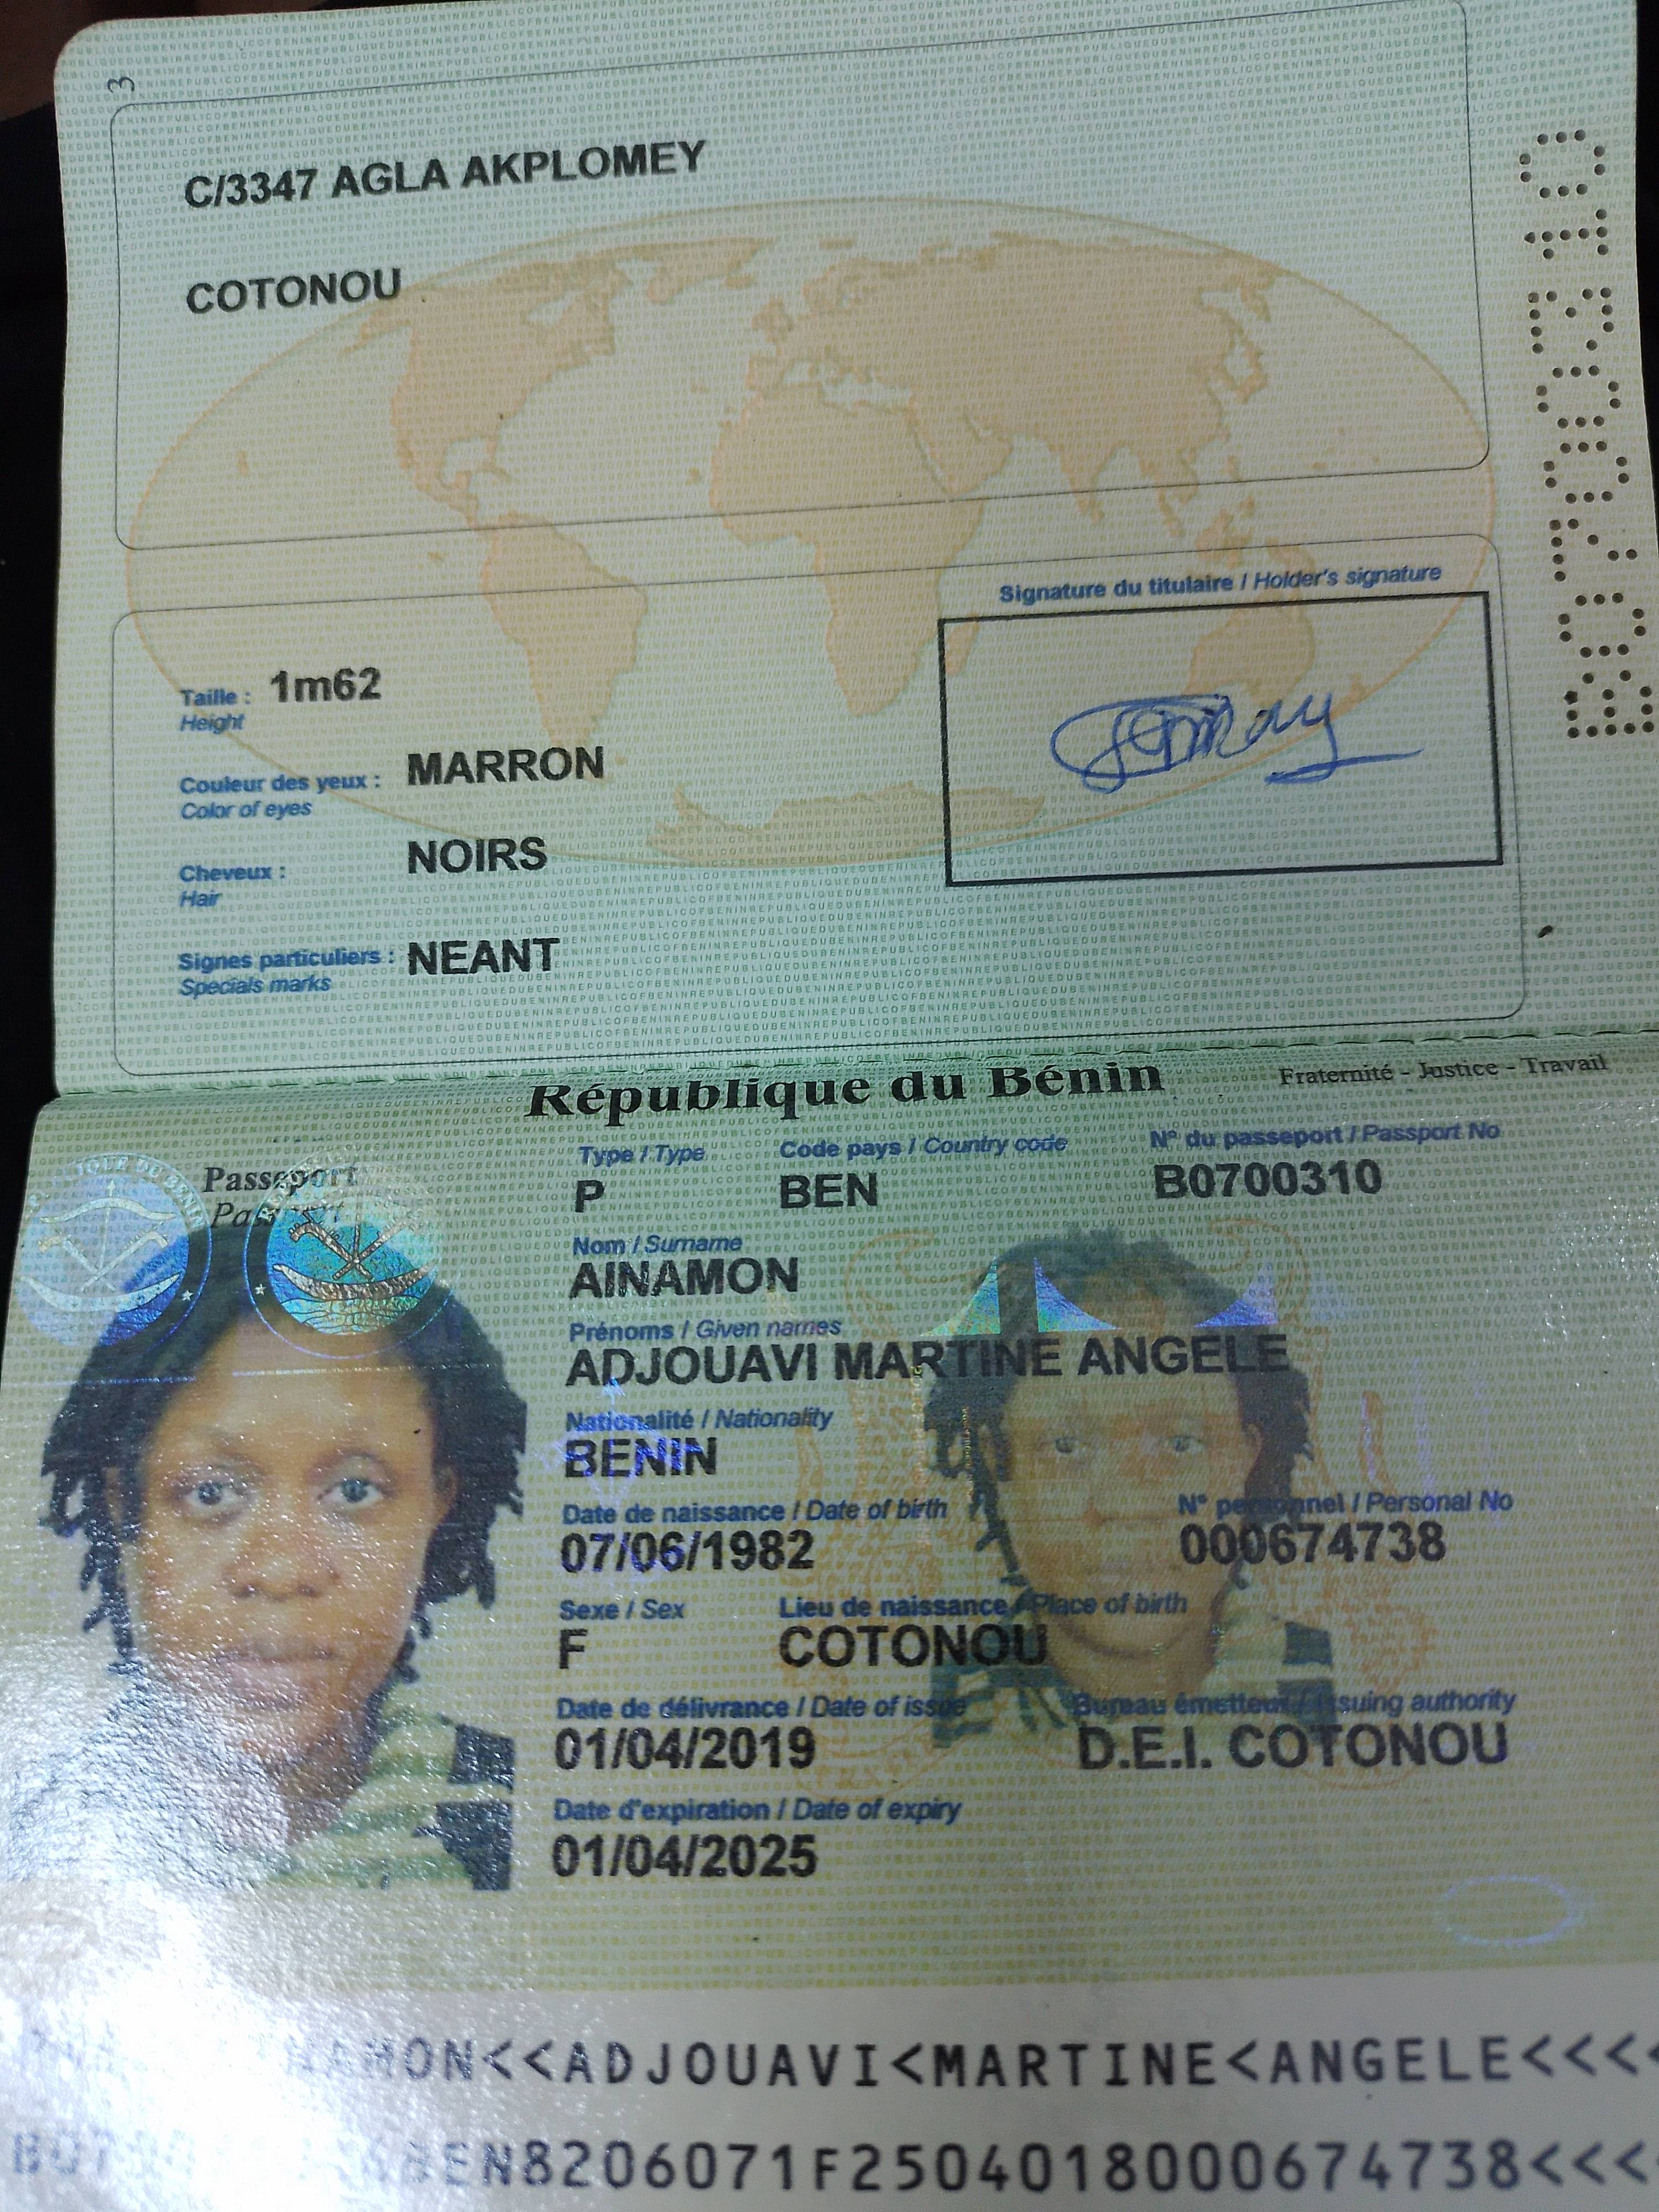 3
C/3347 AGLA AKPLOMEY
COTONOU
Signature du titulaire / Holder's signature
Taille : 1m62
Height
Couleur des yeux : MARRON
Color of eyes
Cheveux : NOIRS
Hair
Signes particuliers : NEANT
Specials marks
B0700310
République du Bénin
Fraternité - Justice - Travail
Passeport
Type / Type
Code pays / Country code
N° du passeport / Passport No
P
BEN
B0700310
Nom / Surname
AINAMON
Prénoms / Given names
ADJOUAVI MARTINE ANGELE
Nationalité / Nationality
BENIN
Date de naissance / Date of birth
N° personnel / Personal No
07/06/1982
000674738
Sexe / Sex
Lieu de naissance / Place of birth
F
COTONOU
Date de délivrance / Date of issue
Bureau émetteur / Issuing authority
01/04/2019
D.E.I. COTONOU
Date d'expiration / Date of expiry
01/04/2025
AMON<<ADJOUAVI<MARTINE<ANGELE<<<<
BEN8206071F2504018000674738<<<